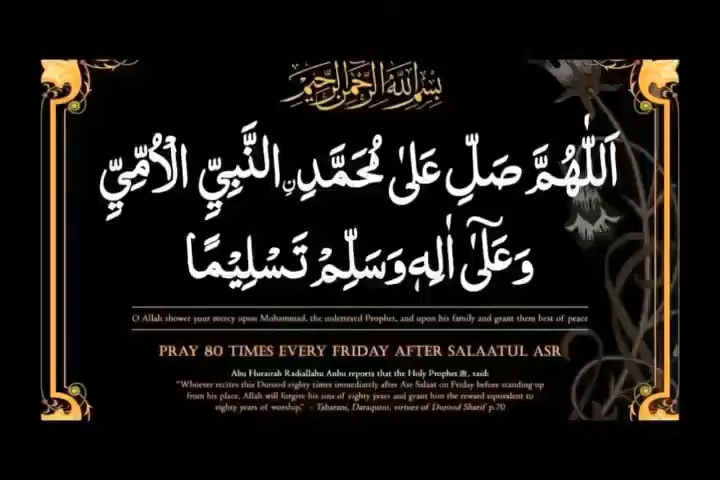 بِسْمِ اللهِ الرَّحْمٰنِ الرَّحِيْمِ
اَللّٰهُمَّ صَلِّ عَلٰى مُحَمَّدِ ِۨالنَّبِيِّ الْاُمِّيِّ
وَعَلٰٓى اٰلِهٖ وَسَلِّمْ تَسْلِيْمًا
O Allah shower your mercy upon Muhammad, the unlettered Prophet, and upon his family and grant them best of peace
PRAY 80 TIMES EVERY FRIDAY AFTER SALAATUL ASR
Abu Hurairah Radiallahu Anhu reports that the Holy Prophet ﷺ, said:
"Whoever recites this Durood eighty times immediately after Asr Salaat on Friday before standing up
from his place, Allah will forgive his sins of eighty years and grant him the reward equivalent to
eighty years of worship." - Tabarani, Daraqutni, virtues of Durood Sharif p.70